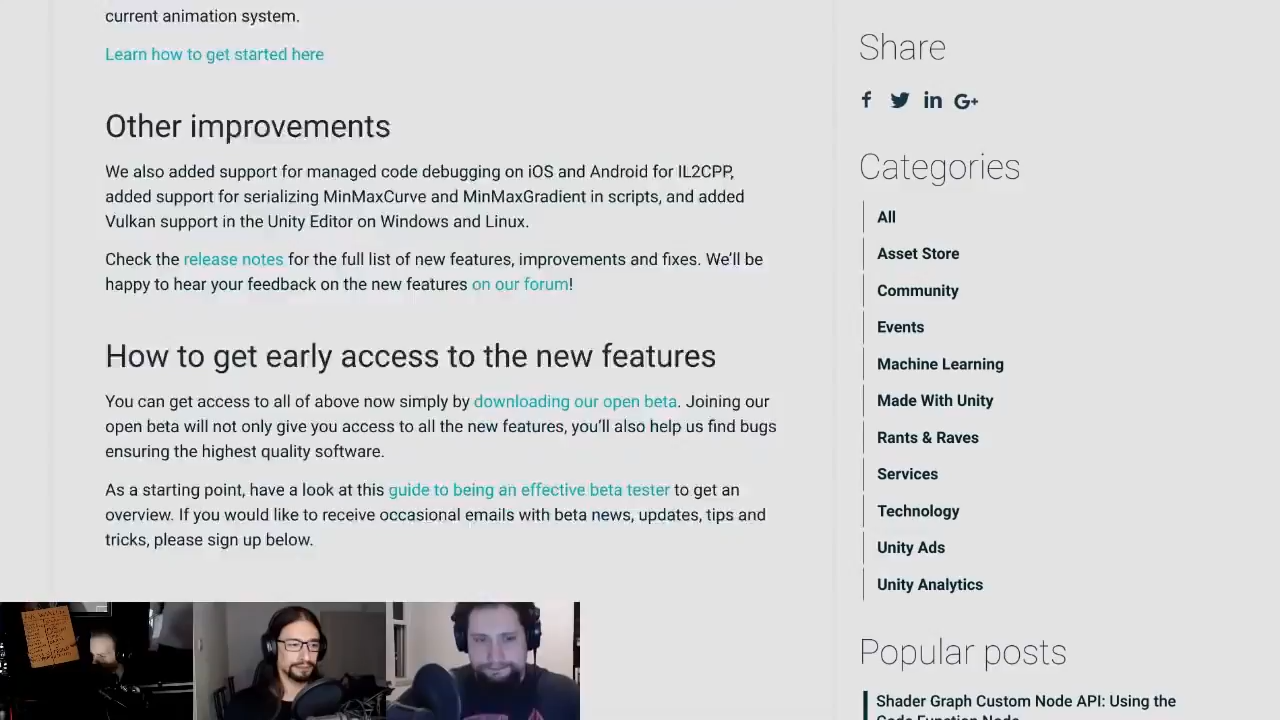 current animation system.
Learn how to get started here
Other improvements
We also added support for managed code debugging on iOS and Android for IL2CPP,
added support for serializing MinMaxCurve and MinMaxGradient in scripts, and added
Vulkan support in the Unity Editor on Windows and Linux.
Check the release notes for the full list of new features, improvements and fixes. We’ll be
happy to hear your feedback on the new features on our forum!
How to get early access to the new features
You can get access to all of above now simply by downloading our open beta. Joining our
open beta will not only give you access to all the new features, you’ll also help us find bugs
ensuring the highest quality software.
As a starting point, have a look at this guide to being an effective beta tester to get an
overview. If you would like to receive occasional emails with beta news, updates, tips and
tricks, please sign up below.
Share
f in G+
Categories
All
Asset Store
Community
Events
Machine Learning
Made With Unity
Rants & Raves
Services
Technology
Unity Ads
Unity Analytics
Popular posts
Shader Graph Custom Node API: Using the
Code Function Node